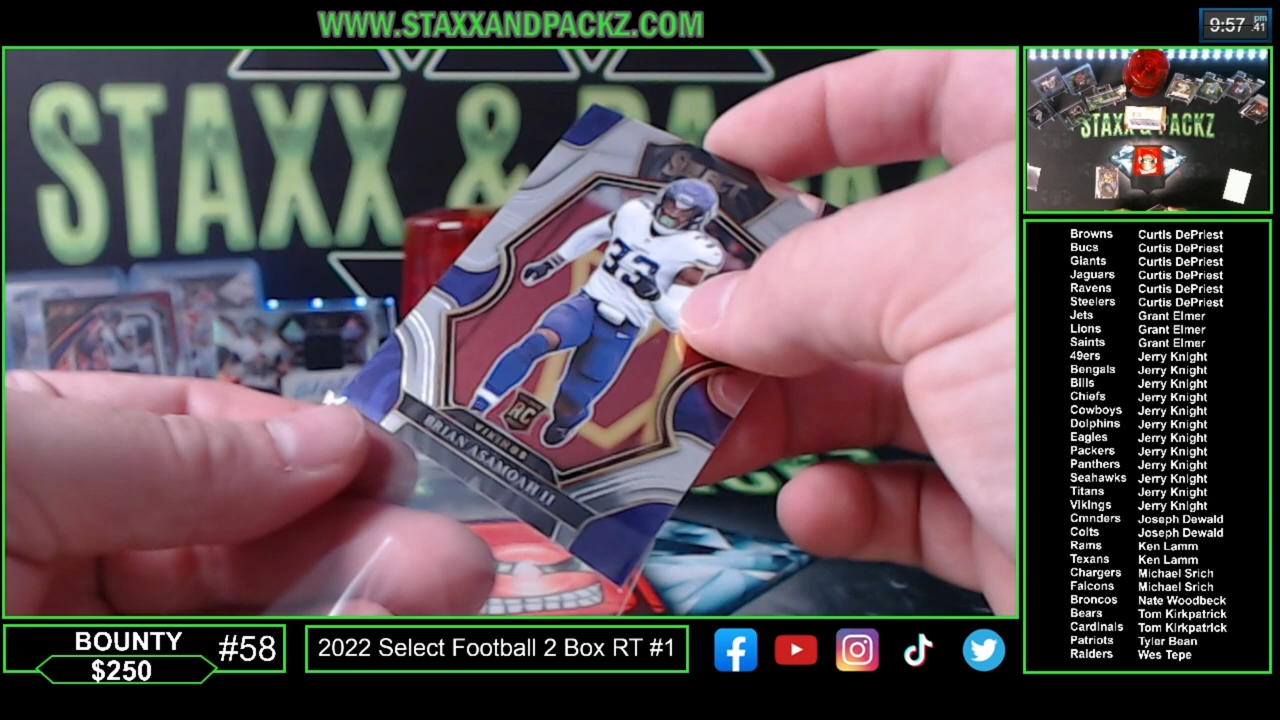 WWW.STAXXANDPACKZ.COM
9:57 pm .41
STAXX & PA
SELECT
33
RC
VIKINGS
BRIAN ASAMOAH II
STAXX & PACKZ
Browns Curtis DePriest
Bucs Curtis DePriest
Giants Curtis DePriest
Jaguars Curtis DePriest
Ravens Curtis DePriest
Steelers Curtis DePriest
Jets Grant Elmer
Lions Grant Elmer
Saints Grant Elmer
49ers Jerry Knight
Bengals Jerry Knight
Bills Jerry Knight
Chiefs Jerry Knight
Cowboys Jerry Knight
Dolphins Jerry Knight
Eagles Jerry Knight
Packers Jerry Knight
Panthers Jerry Knight
Seahawks Jerry Knight
Titans Jerry Knight
Vikings Jerry Knight
Cmnders Joseph Dewald
Colts Joseph Dewald
Rams Ken Lamm
Texans Ken Lamm
Chargers Michael Srich
Falcons Michael Srich
Broncos Nate Woodbeck
Bears Tom Kirkpatrick
Cardinals Tom Kirkpatrick
Patriots Tyler Bean
Raiders Wes Tepe
BOUNTY #58
$250
2022 Select Football 2 Box RT #1